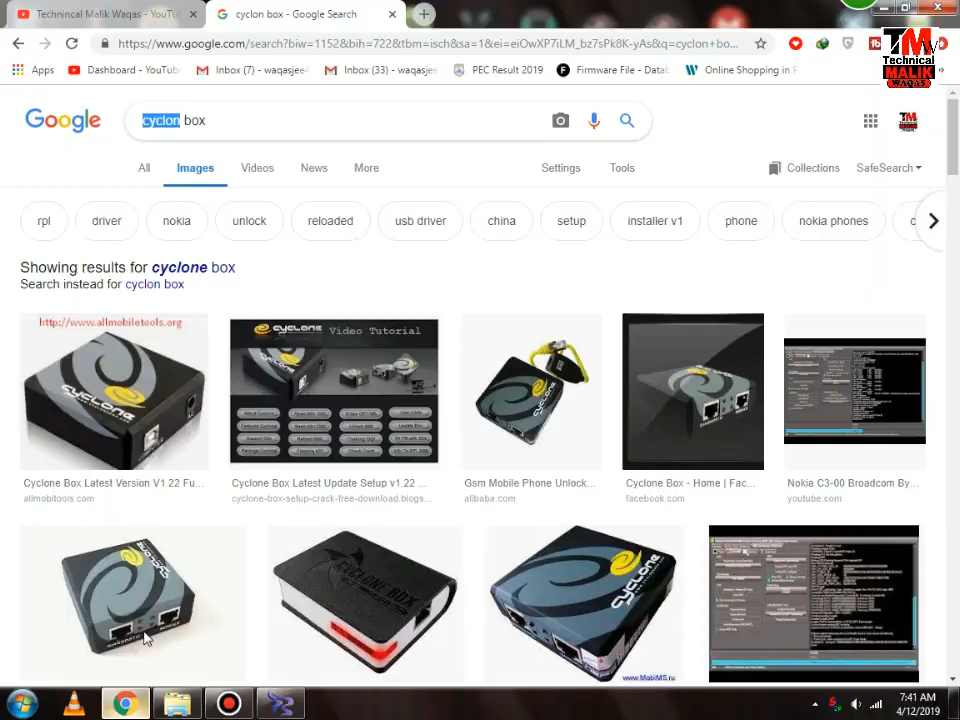 Techinical Malik Waqas - YouTu
cyclon box - Google Search
https://www.google.com/search?biw=1152&bih=722&tbm=isch&sa=1&ei=eiOwXP7iLM_bz7sPk8K-yAs&q=cyclon+bo...
Apps
Dashboard - YouTub
Inbox (7) - waqasjee
Inbox (33) - waqasje
PEC Result 2019
Firmware File - Data
Online Shopping in P
TM
W
Technical
MALIK
WAQAS
Google
cyclon box
All
Images
Videos
News
More
Settings
Tools
Collections
SafeSearch
rpl
driver
nokia
unlock
reloaded
usb driver
china
setup
installer v1
phone
nokia phones
c
Showing results for cyclone box
Search instead for cyclon box
http://www.allmobiletools.org
CYCLONE
CYCLONE Video Tutorial
CYCLONE
CYCLONE
Cyclone Box Latest Version V1.22 Fu...
allmobitools.com
Cyclone Box Latest Update Setup v1.22 ...
cyclone-box-setup-crack-free-download.blogs...
Gsm Mobile Phone Unlock...
alibaba.com
Cyclone Box - Home | Fac...
facebook.com
Nokia C3-00 Broadcom By...
youtube.com
CYCLONE
CYCLONE BOX
CYCLONE
www.MobiMS.ru
7:41 AM
4/12/2019